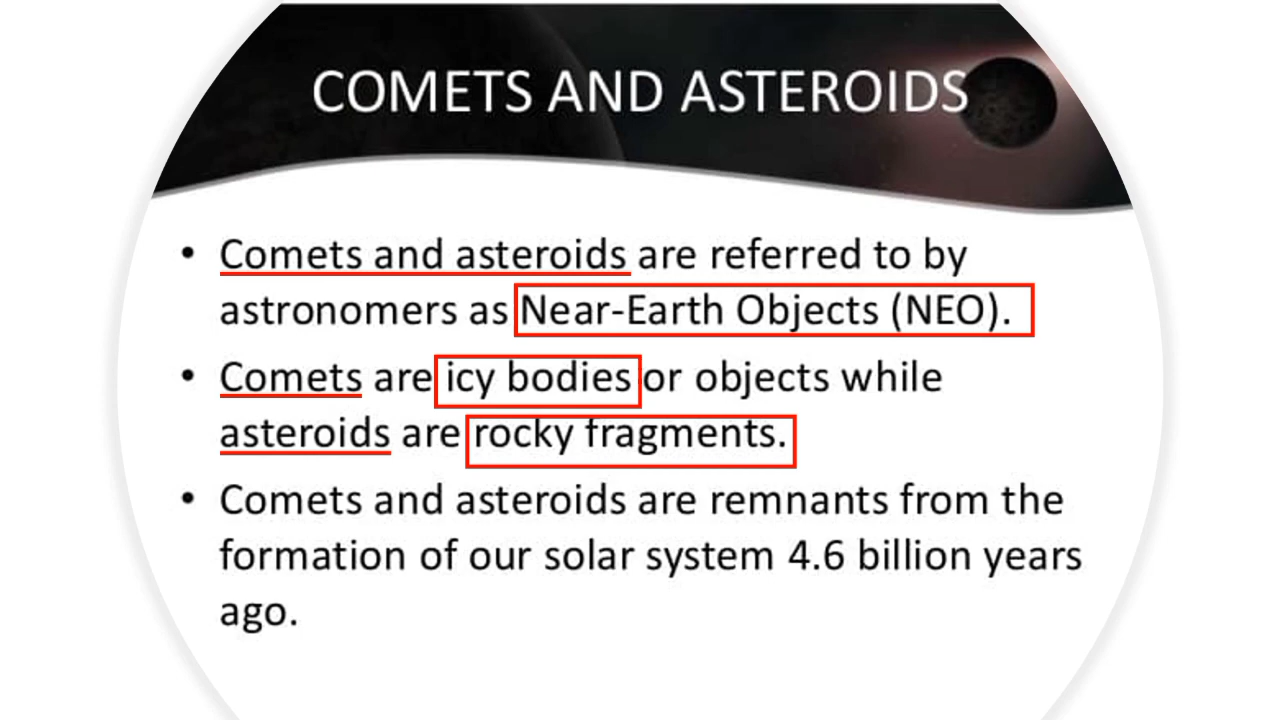 COMETS AND ASTEROIDS
• Comets and asteroids are referred to by
astronomers as Near-Earth Objects (NEO).
• Comets are icy bodies or objects while
asteroids are rocky fragments.
• Comets and asteroids are remnants from the
formation of our solar system 4.6 billion years
ago.